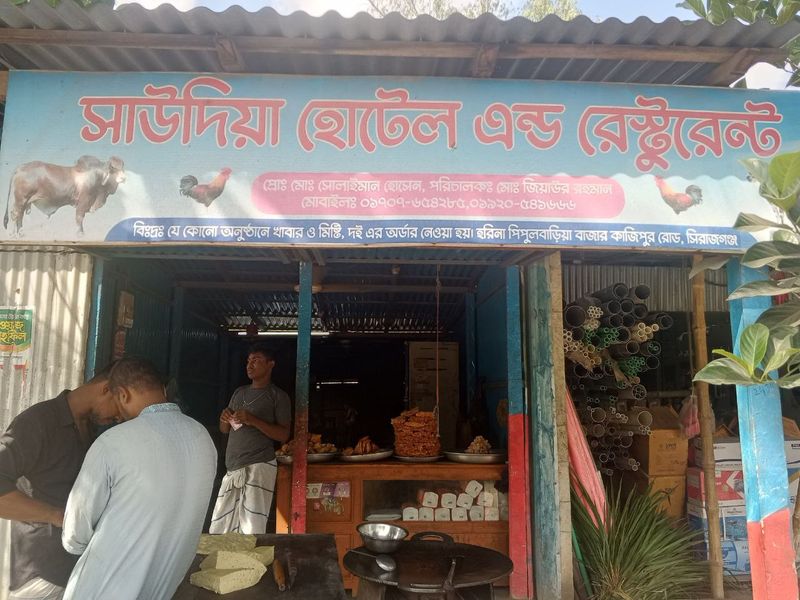 সাউদিয়া হোটেল এন্ড রেস্টুরেন্ট
প্রোঃ মোঃ সোলাইমান হোসেন, পরিচালকঃ মোঃ জিয়াউর রহমান
মোবাইলঃ ০১৭০৭-৬৫৪২৮৫,০১৯২০-৫৪১৬৬৬
বিঃদ্রঃ যে কোনো অনুষ্ঠানে খাবার ও মিষ্টি, দই এর অর্ডার নেওয়া হয়। হরিনা পিপুলবাড়িয়া বাজার কাজিপুর রোড, সিরাজগঞ্জ